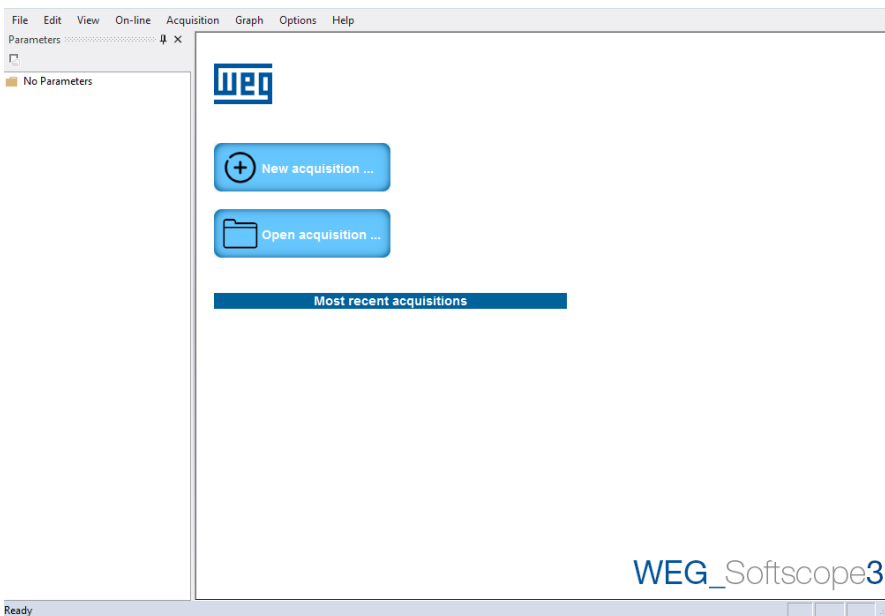 File Edit View On-line Acquisition Graph Options Help
Parameters
No Parameters
WEG
New acquisition ...
Open acquisition ...
Most recent acquisitions
WEG_Softscope3
Ready